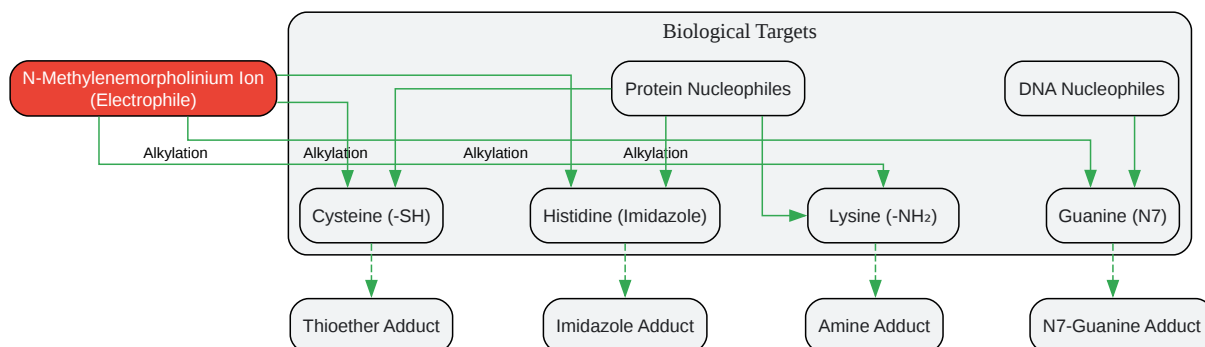 Biological Targets
N-Methylenemorpholinium Ion
(Electrophile)
Protein Nucleophiles
DNA Nucleophiles
Alkylation
Alkylation
Alkylation
Alkylation
Cysteine (-SH)
Histidine (Imidazole)
Lysine (-NH₂)
Guanine (N7)
Thioether Adduct
Imidazole Adduct
Amine Adduct
N7-Guanine Adduct